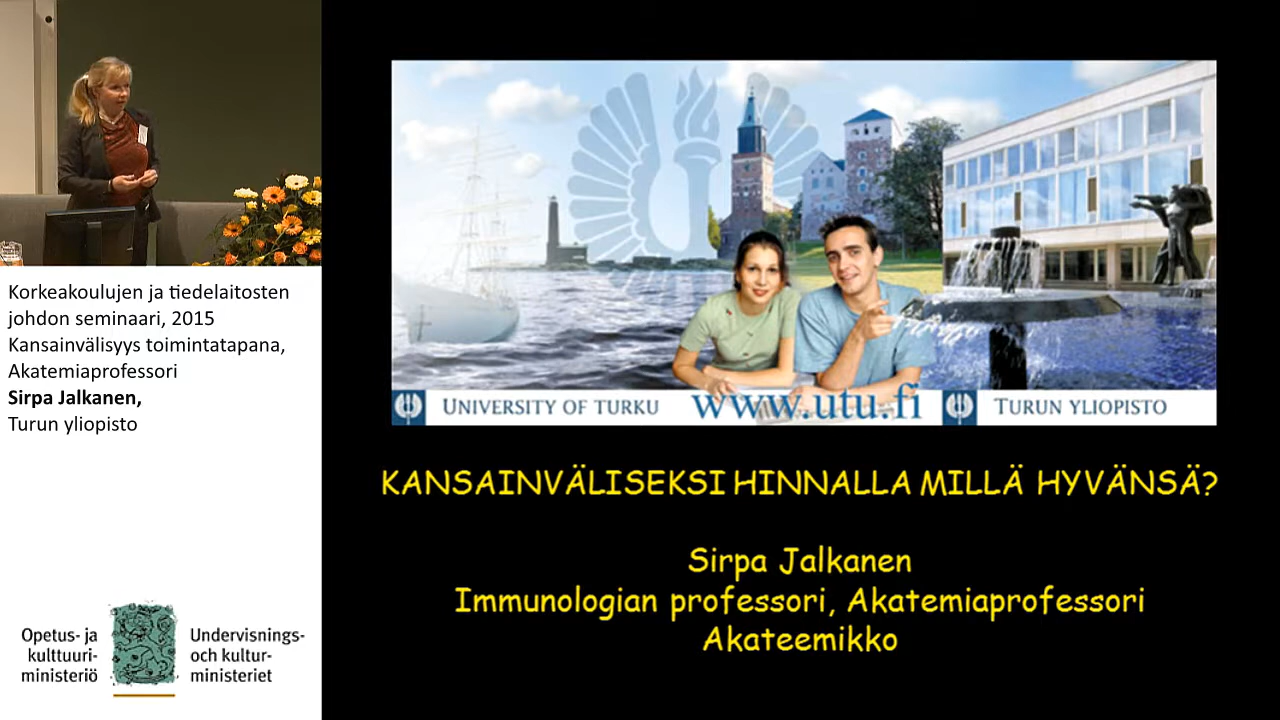 Korkeakoulujen ja tiedelaitosten
johdon seminaari, 2015
Kansainvälisyys toimintatapana,
Akatemiaprofessori
Sirpa Jalkanen,
Turun yliopisto
Opetus- ja
kulttuuri-
ministeriö
Undervisnings-
och kultur-
ministeriet
UNIVERSITY OF TURKU
www.utu.fi
TURUN YLIOPISTO
KANSAINVÄLISEKSI HINNALLA MILLÄ HYVÄNSÄ?
Sirpa Jalkanen
Immunologian professori, Akatemiaprofessori
Akateemikko